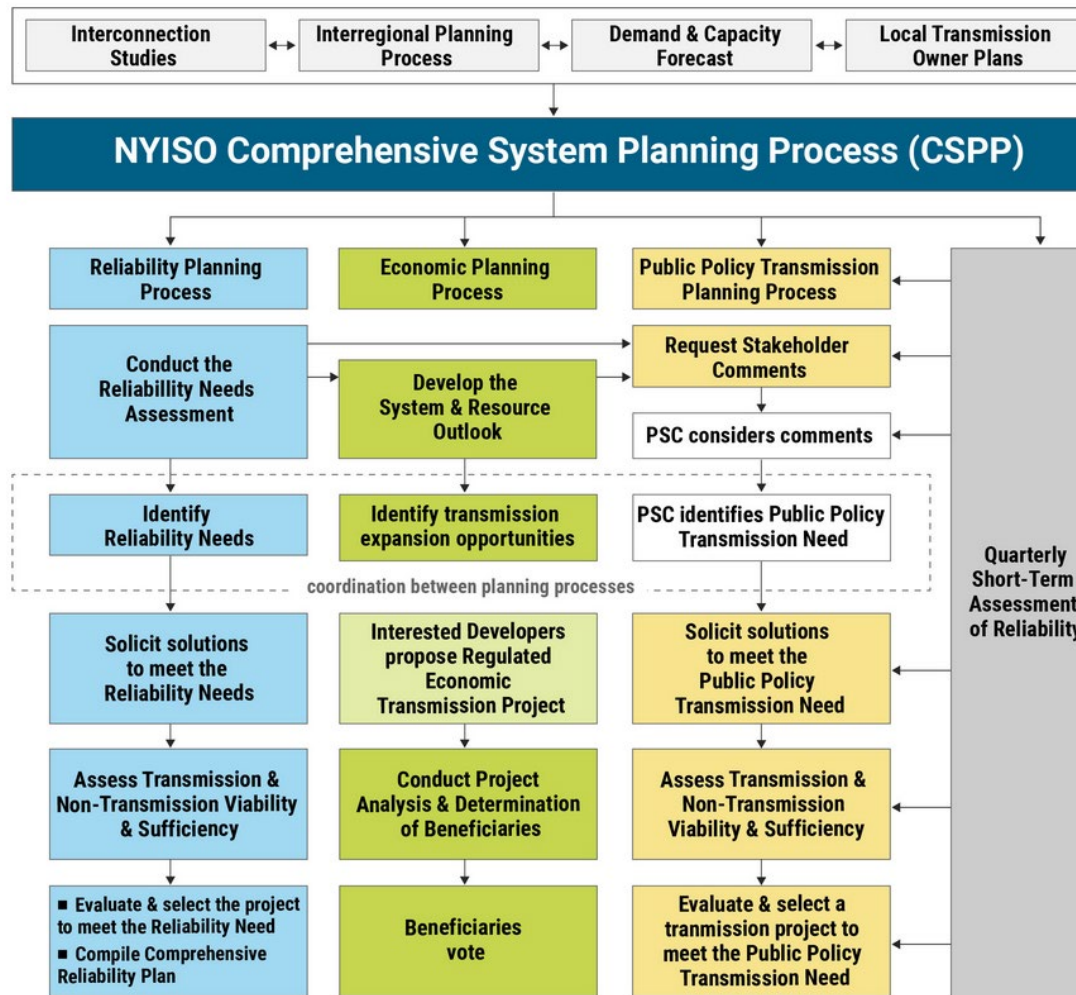 Interconnection
Studies
Interregional Planning
Process
Demand & Capacity
Forecast
Local Transmission
Owner Plans
NYISO Comprehensive System Planning Process (CSPP)
Reliability Planning
Process
Economic Planning
Process
Public Policy Transmission
Planning Process
Conduct the
Reliabillity Needs
Assessment
Develop the
System & Resource
Outlook
Request Stakeholder
Comments
PSC considers comments
Identify
Reliability Needs
Identify transmission
expansion opportunities
PSC identifies Public Policy
Transmission Need
coordination between planning processes
Quarterly
Short-Term
Assessment
of Reliability
Solicit solutions
to meet the
Reliability Needs
Interested Developers
propose Regulated
Economic
Transmission Project
Solicit solutions
to meet the
Public Policy
Transmission Need
Assess Transmission &
Non-Transmission Viability
& Sufficiency
Conduct Project
Analysis & Determination
of Beneficiaries
Assess Transmission &
Non-Transmission
Viability & Sufficiency
■ Evaluate & select the project
to meet the Reliability Need
■ Compile Comprehensive
Reliability Plan
Beneficiaries
vote
Evaluate & select a
tranmission project to
meet the Public Policy
Transmission Need